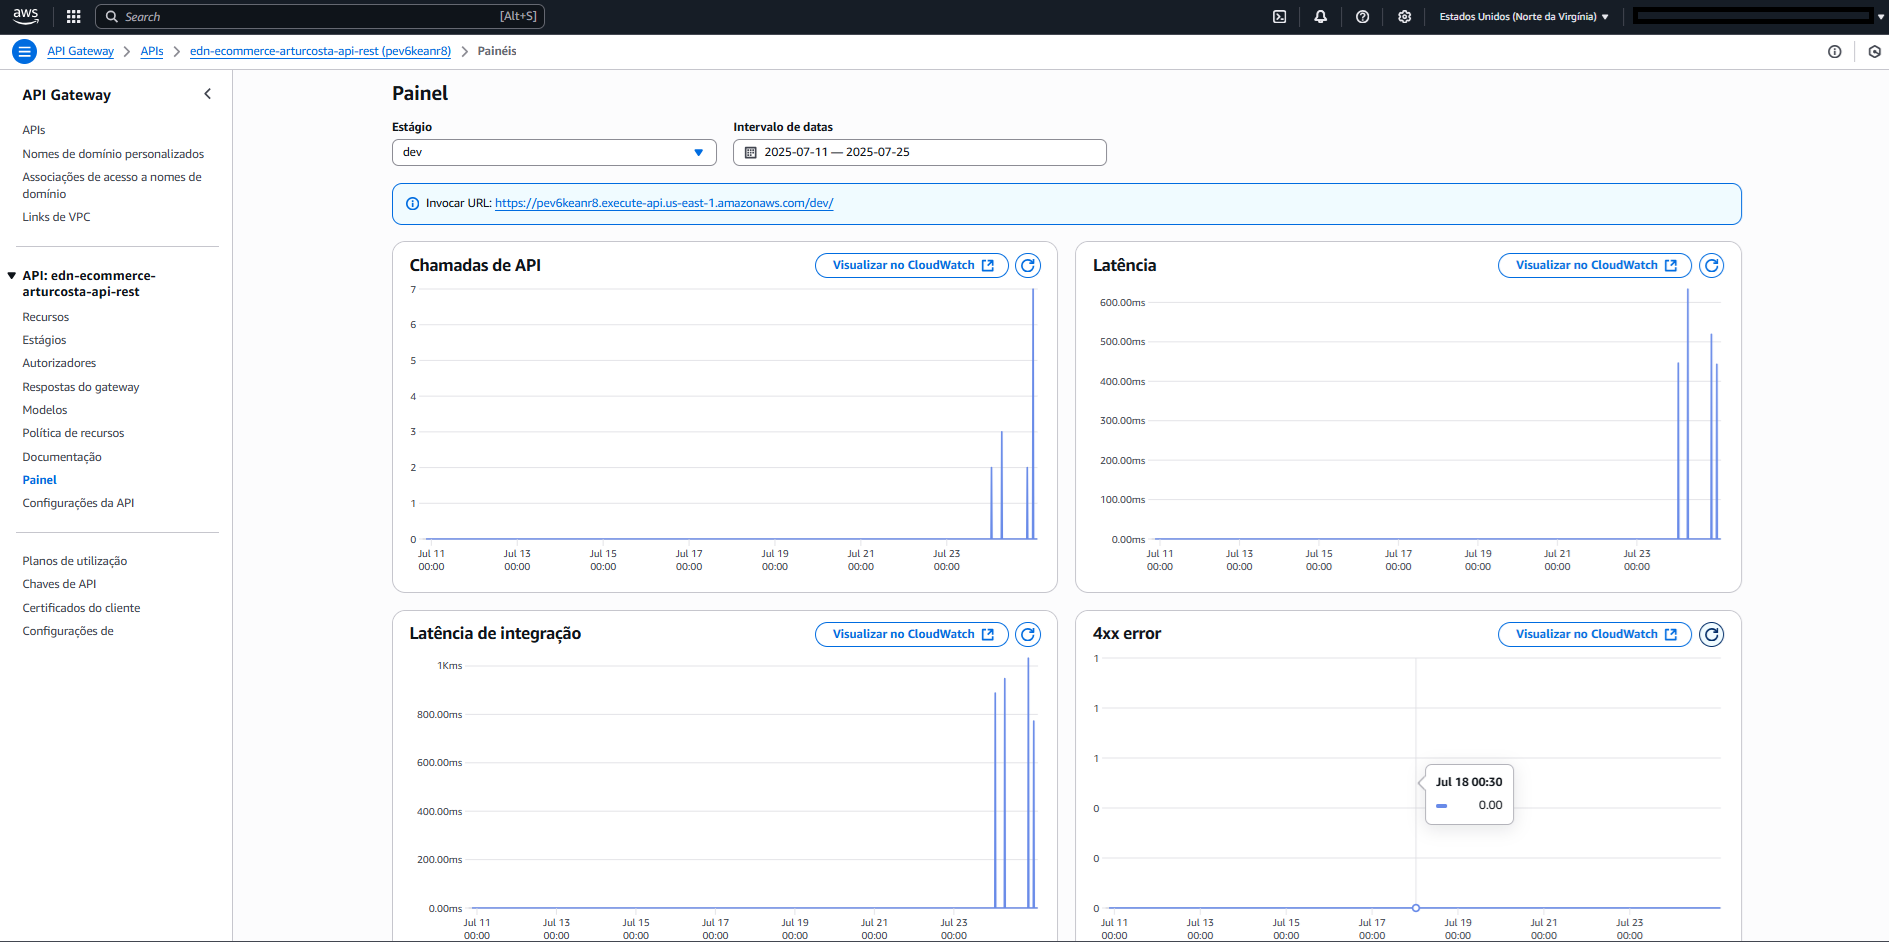 aws
Search
[Alt+S]
Estados Unidos (Norte da Virgínia)
API Gateway
APIs
edn-ecommerce-arturcosta-api-rest (pev6keanr8)
Painéis
API Gateway
APIs
Nomes de domínio personalizados
Associações de acesso a nomes de
domínio
Links de VPC
API: edn-ecommerce-
arturcosta-api-rest
Recursos
Estágios
Autorizadores
Respostas do gateway
Modelos
Política de recursos
Documentação
Painel
Configurações da API
Planos de utilização
Chaves de API
Certificados do cliente
Configurações de
Painel
Estágio
dev
Intervalo de datas
2025-07-11 — 2025-07-25
Invocar URL: https://pev6keanr8.execute-api.us-east-1.amazonaws.com/dev/
Chamadas de API
Visualizar no CloudWatch
7
6
5
4
3
2
1
0
Jul 11 Jul 13 Jul 15 Jul 17 Jul 19 Jul 21 Jul 23
00:00 00:00 00:00 00:00 00:00 00:00 00:00
Latência
Visualizar no CloudWatch
600.00ms
500.00ms
400.00ms
300.00ms
200.00ms
100.00ms
0.00ms
Jul 11 Jul 13 Jul 15 Jul 17 Jul 19 Jul 21 Jul 23
00:00 00:00 00:00 00:00 00:00 00:00 00:00
Latência de integração
Visualizar no CloudWatch
1Kms
800.00ms
600.00ms
400.00ms
200.00ms
0.00ms
Jul 11 Jul 13 Jul 15 Jul 17 Jul 19 Jul 21 Jul 23
00:00 00:00 00:00 00:00 00:00 00:00 00:00
4xx error
Visualizar no CloudWatch
1
1
1
0
0
0
Jul 18 00:30
0.00
Jul 11 Jul 13 Jul 15 Jul 17 Jul 19 Jul 21 Jul 23
00:00 00:00 00:00 00:00 00:00 00:00 00:00